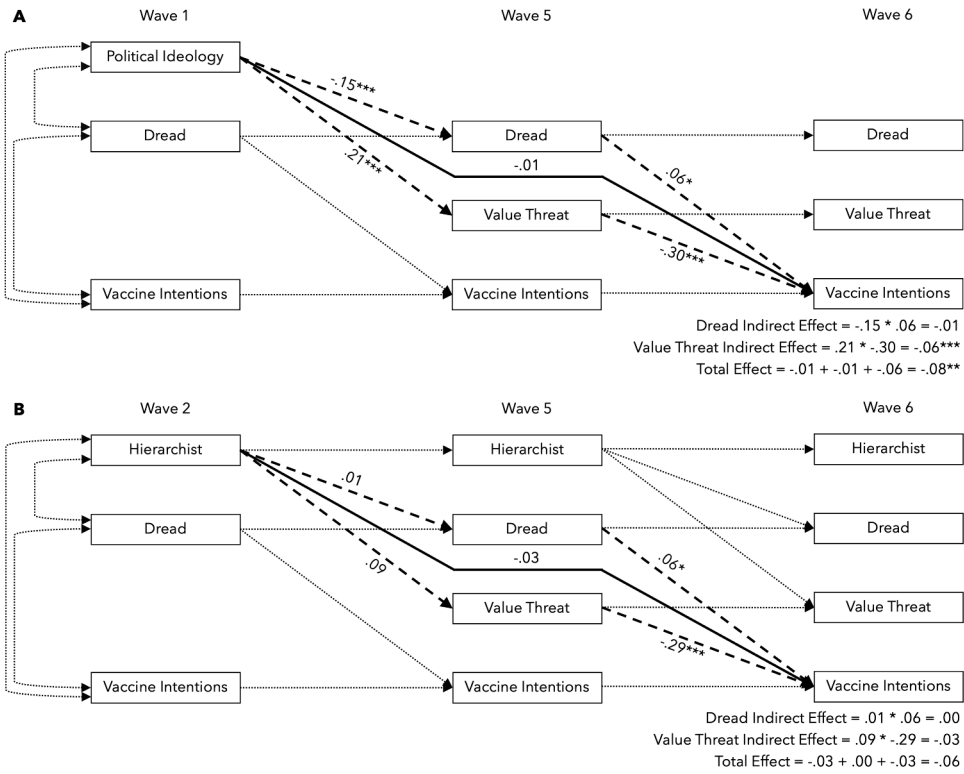 A
Wave 1
Wave 5
Wave 6
Political Ideology
-.15***
Dread
Dread
Dread
.21***
-.01
.06*
Value Threat
Value Threat
-.30***
Vaccine Intentions
Vaccine Intentions
Vaccine Intentions
Dread Indirect Effect = -.15 * .06 = -.01
Value Threat Indirect Effect = .21 * -.30 = -.06***
Total Effect = -.01 + -.01 + -.06 = -.08**
B
Wave 2
Wave 5
Wave 6
Hierarchist
Hierarchist
Hierarchist
.01
Dread
Dread
Dread
.09
-.03
.06*
Value Threat
Value Threat
-.29***
Vaccine Intentions
Vaccine Intentions
Vaccine Intentions
Dread Indirect Effect = .01 * .06 = .00
Value Threat Indirect Effect = .09 * -.29 = -.03
Total Effect = -.03 + .00 + -.03 = -.06